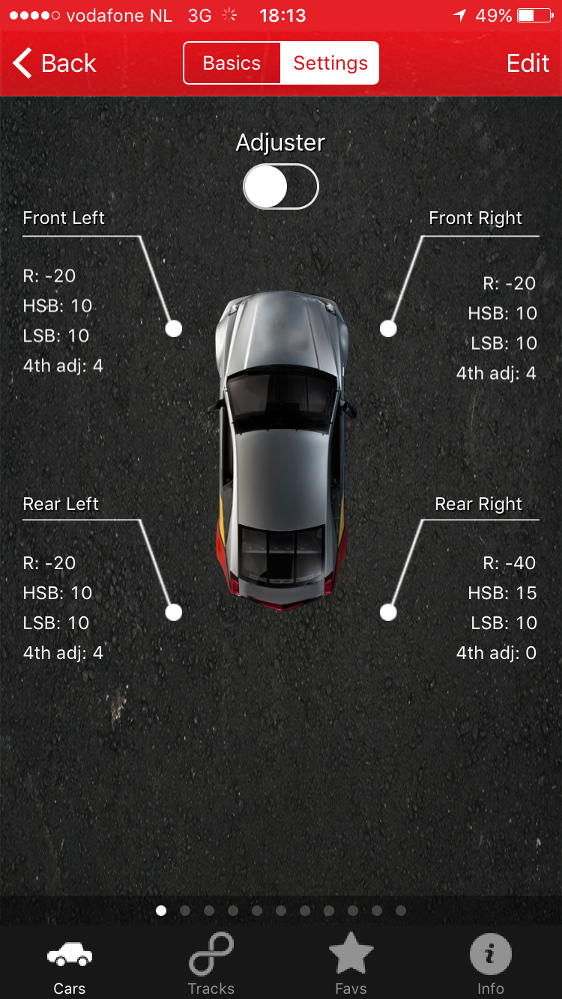 vodafone NL 3G 18:13 49%
Back Basics Settings Edit
Adjuster
Front Left
R: -20
HSB: 10
LSB: 10
4th adj: 4
Front Right
R: -20
HSB: 10
LSB: 10
4th adj: 4
Rear Left
R: -20
HSB: 10
LSB: 10
4th adj: 4
Rear Right
R: -40
HSB: 15
LSB: 10
4th adj: 0
Cars Tracks Favs Info